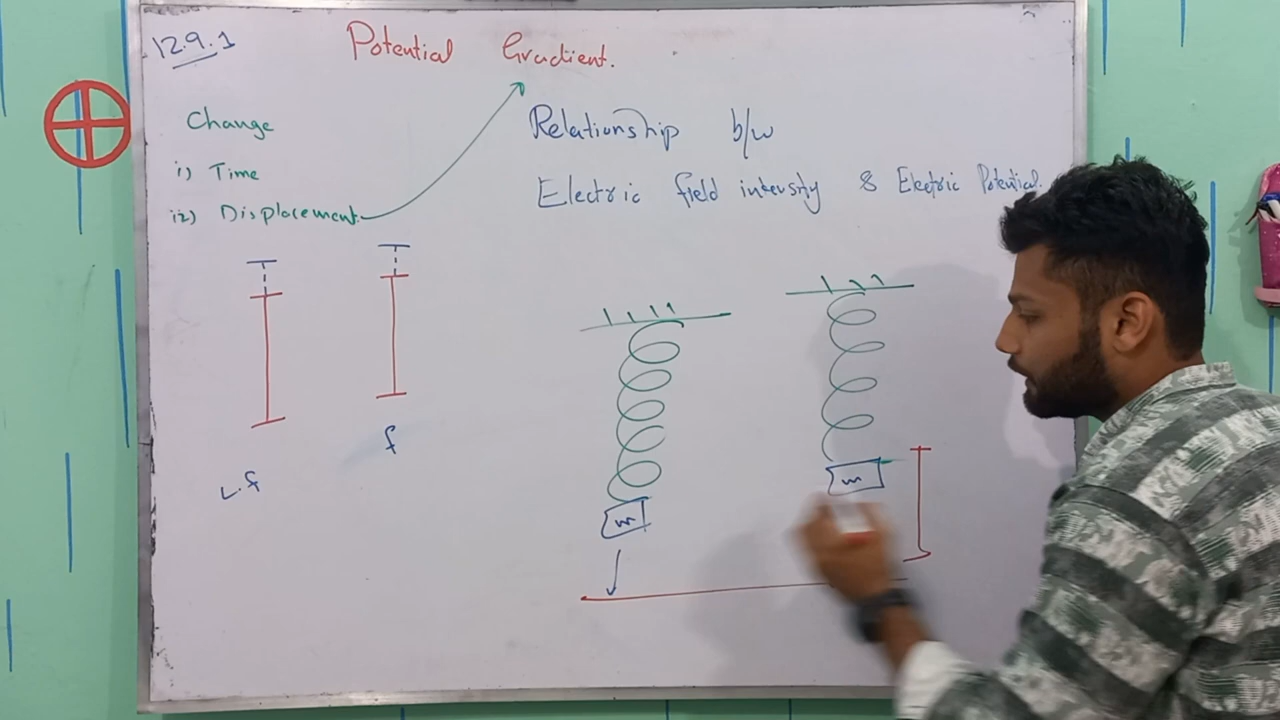 12.9.1
Potential Gradient.
Change
i) Time
ii) Displacement
Relationship b/w
Electric field intensity & Electric Potential.
L.f
f
m
m